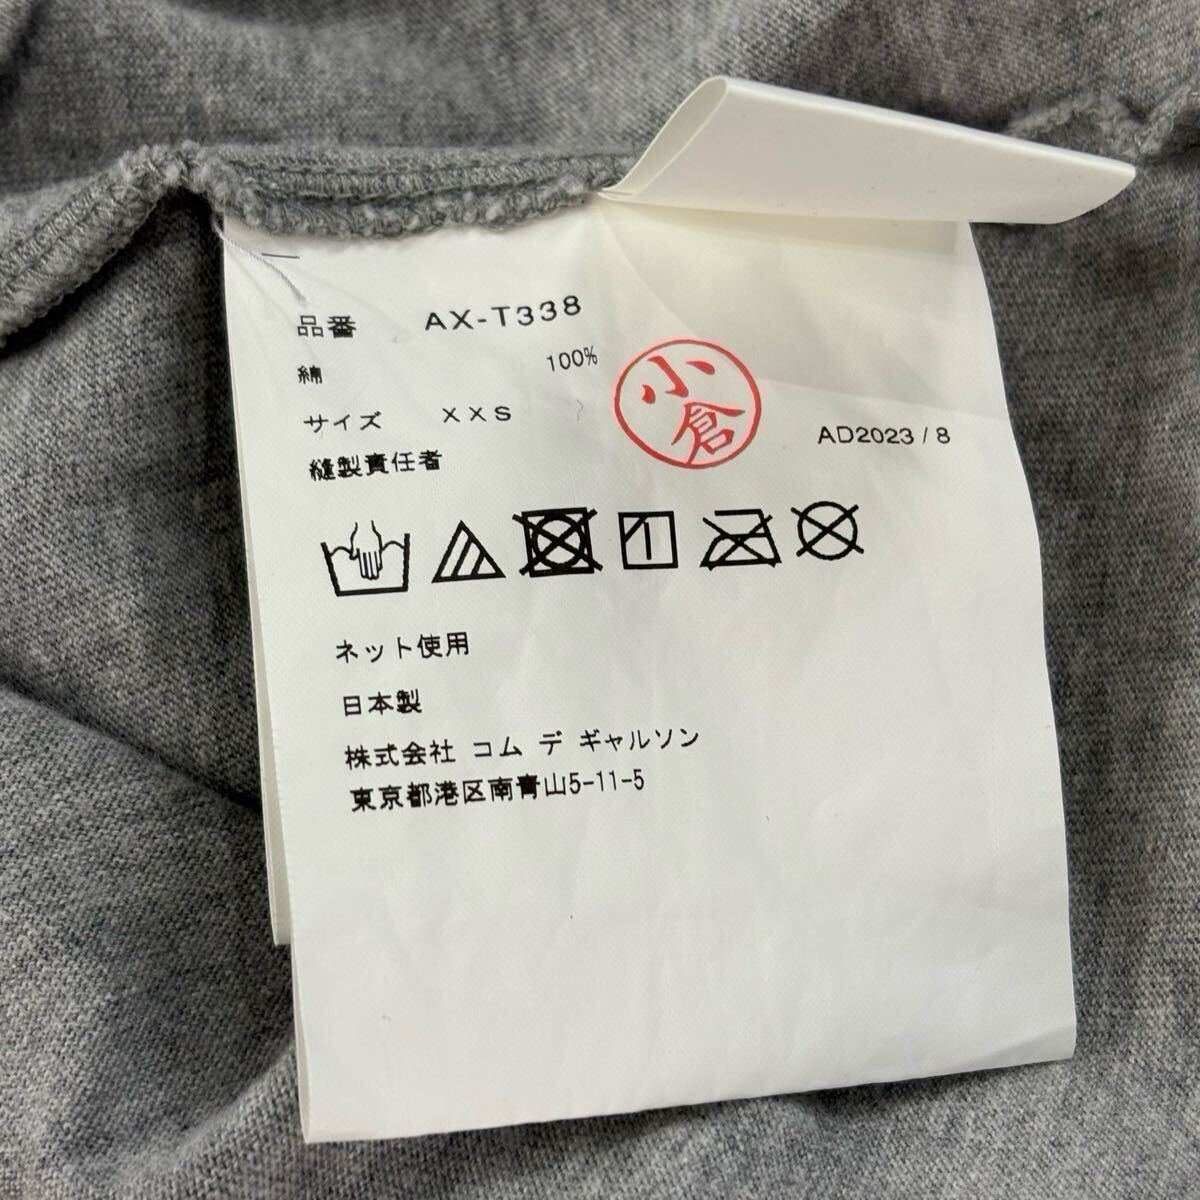 品番 AX-T338
綿 100%
サイズ XXS
縫製責任者
小倉
AD2023/8
ネット使用
日本製
株式会社 コム デ ギャルソン
東京都港区南青山5-11-5